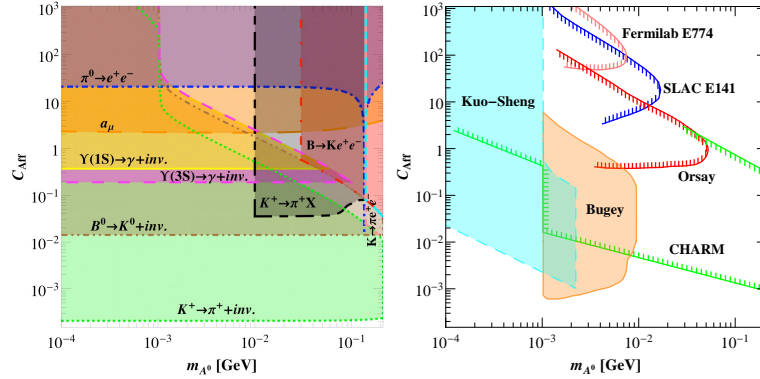 10³
10²
10
1
10⁻¹
10⁻²
10⁻³
C_Aff
π⁰→e⁺e⁻
a_μ
B→Ke⁺e⁻
Υ(1S)→γ+inv.
Υ(3S)→γ+inv.
K⁺→π⁺X
K→πe⁺e⁻
B⁰→K⁰+inv.
K⁺→π⁺+inv.
10⁻⁴ 10⁻³ 10⁻² 10⁻¹
m_A⁰ [GeV]
10³
10²
10
1
10⁻¹
10⁻²
10⁻³
C_Aff
Fermilab E774
SLAC E141
Kuo−Sheng
Orsay
Bugey
CHARM
10⁻⁴ 10⁻³ 10⁻² 10⁻¹
m_A⁰ [GeV]